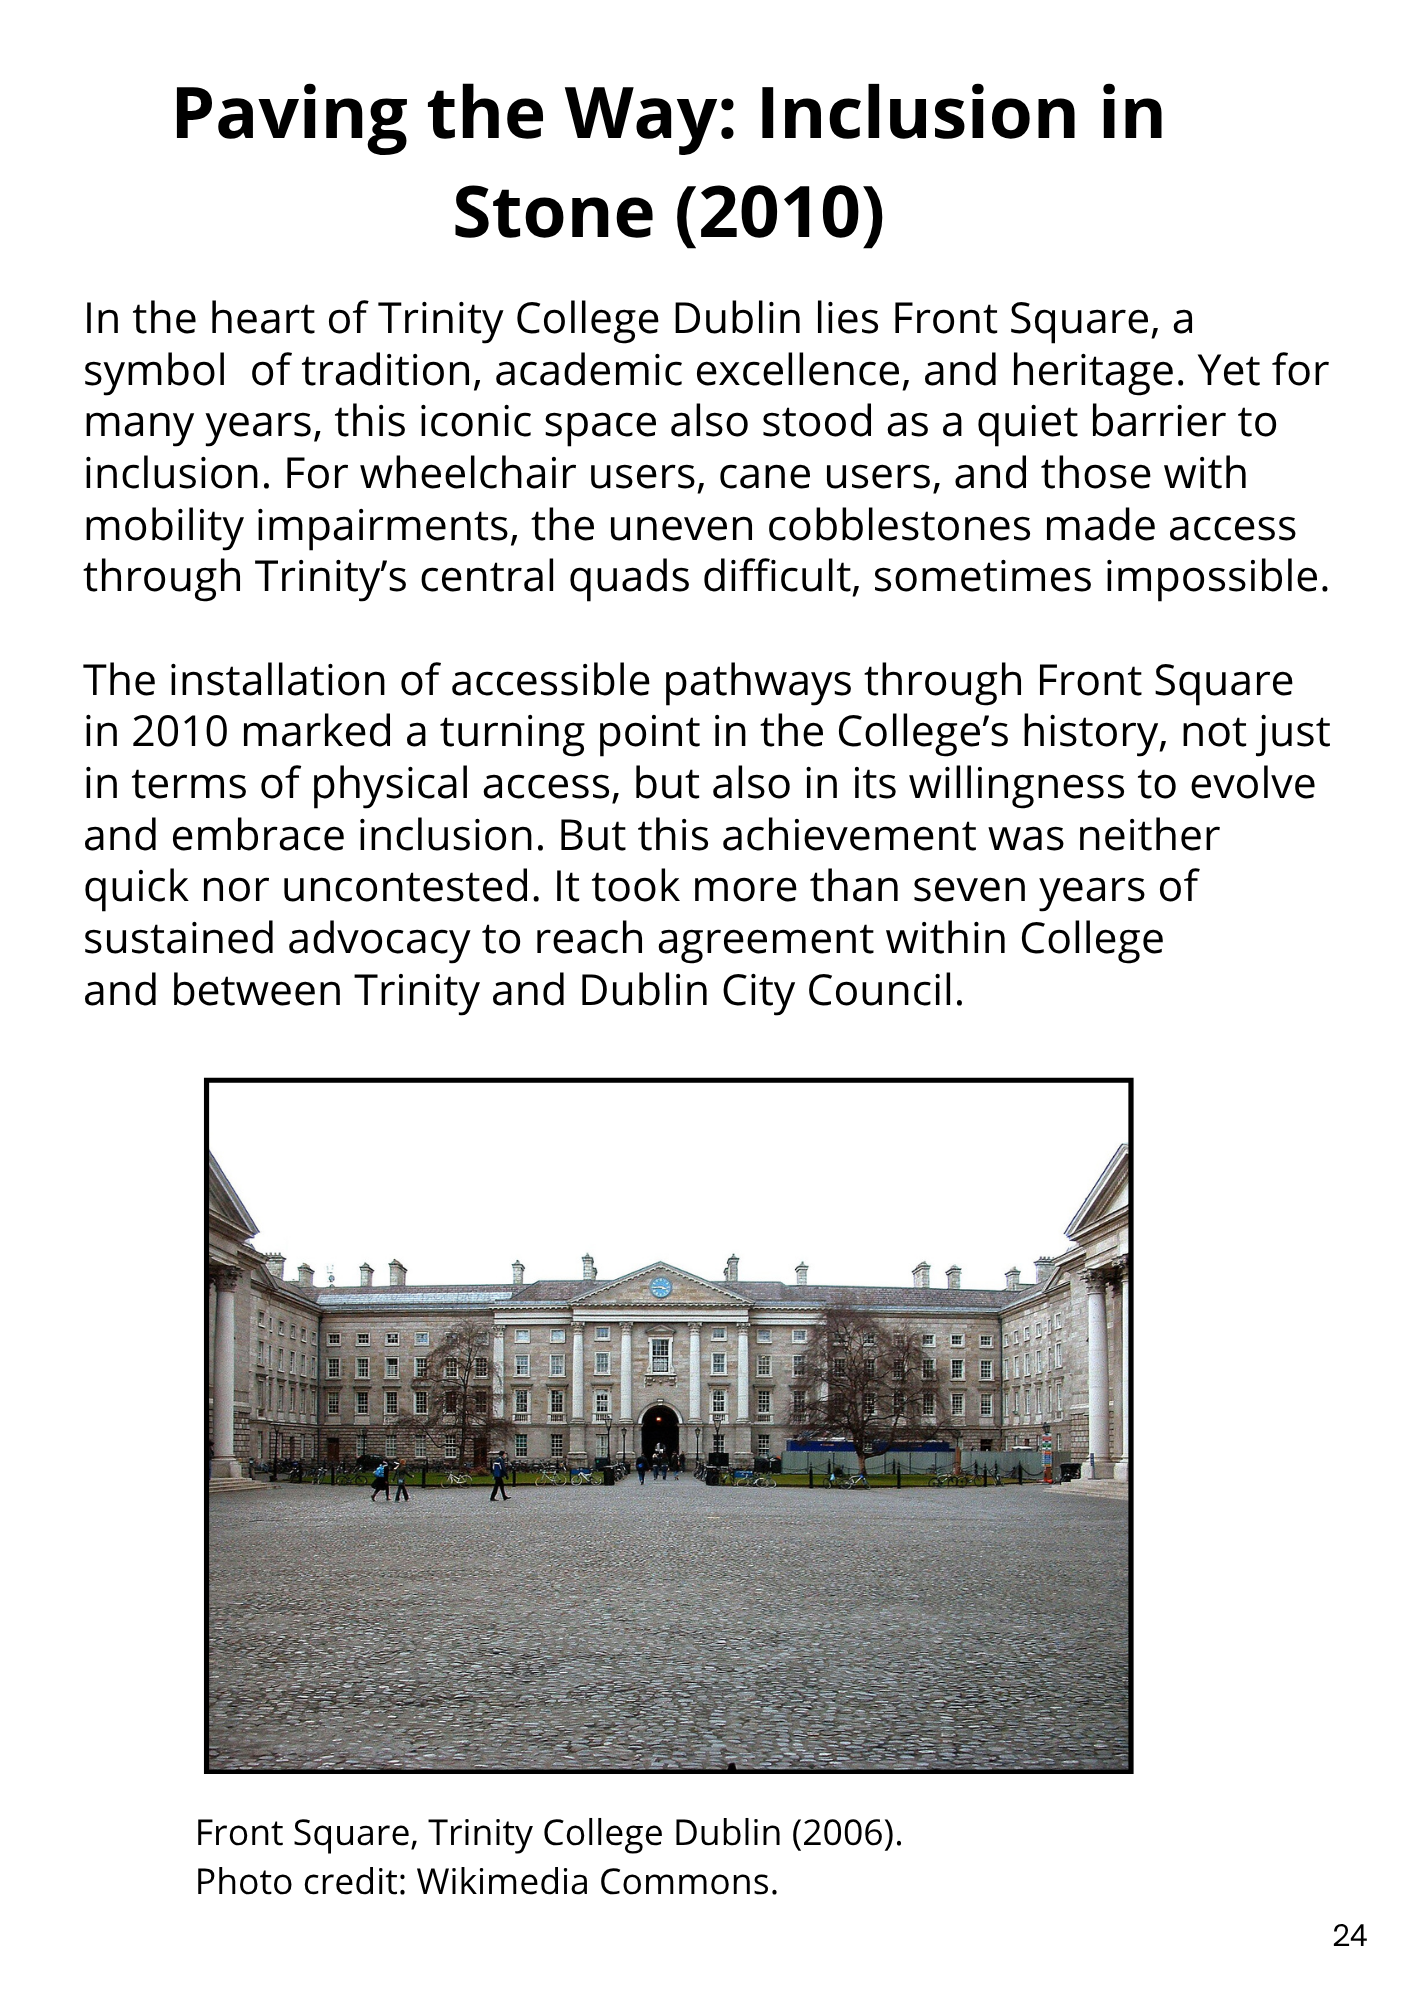 Paving the Way: Inclusion in
Stone (2010)
In the heart of Trinity College Dublin lies Front Square, a
symbol  of tradition, academic excellence, and heritage. Yet for
many years, this iconic space also stood as a quiet barrier to
inclusion. For wheelchair users, cane users, and those with
mobility impairments, the uneven cobblestones made access
through Trinity’s central quads difficult, sometimes impossible.
The installation of accessible pathways through Front Square
in 2010 marked a turning point in the College’s history, not just
in terms of physical access, but also in its willingness to evolve
and embrace inclusion. But this achievement was neither
quick nor uncontested. It took more than seven years of
sustained advocacy to reach agreement within College
and between Trinity and Dublin City Council.
Front Square, Trinity College Dublin (2006).
Photo credit: Wikimedia Commons.
24